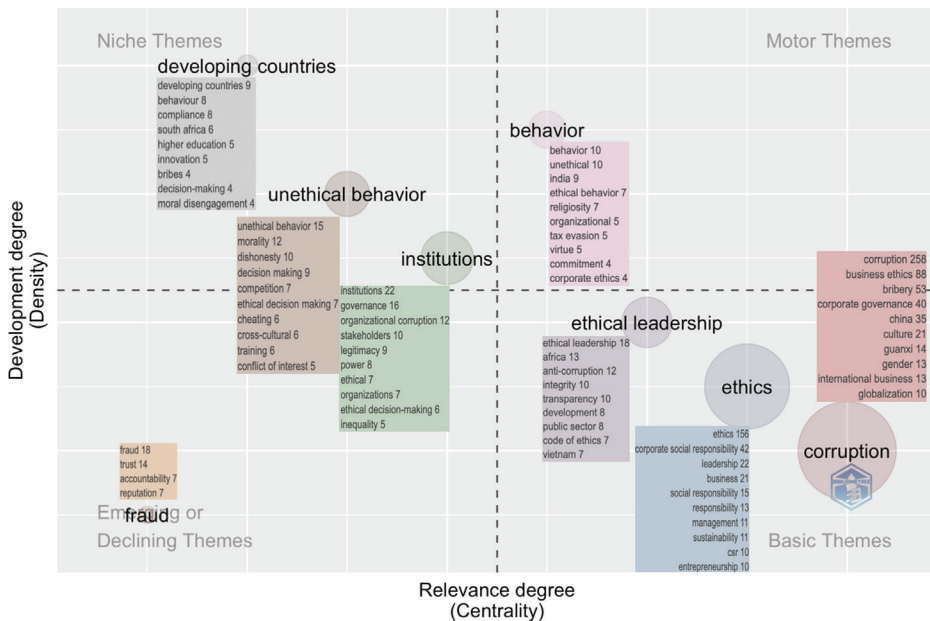 Niche Themes
Motor Themes
developing countries
developing countries 9
behaviour 8
compliance 8
south africa 6
higher education 5
innovation 5
bribes 4
decision-making 4
moral disengagement 4
behavior
behavior 10
unethical 10
india 9
ethical behavior 7
religiosity 7
organizational 5
tax evasion 5
virtue 5
commitment 4
corporate ethics 4
unethical behavior
unethical behavior 15
morality 12
dishonesty 10
decision making 9
competition 7
ethical decision making 7
cheating 6
cross-cultural 6
training 6
conflict of interest 5
institutions
institutions 22
governance 16
organizational corruption 12
stakeholders 10
legitimacy 9
power 8
ethical 7
organizations 7
ethical decision-making 6
inequality 5
corruption 258
business ethics 88
bribery 53
corporate governance 40
china 35
culture 21
guanxi 14
gender 13
international business 13
globalization 10
ethical leadership
ethical leadership 18
africa 13
anti-corruption 12
integrity 10
transparency 10
development 8
public sector 8
code of ethics 7
vietnam 7
ethics
ethics 156
corporate social responsibility 42
leadership 22
business 21
social responsibility 15
responsibility 13
management 11
sustainability 11
csr 10
entrepreneurship 10
corruption
BIBLIOMETRIX
fraud 18
trust 14
accountability 7
reputation 7
fraud
Emerging or
Declining Themes
Basic Themes
Development degree
(Density)
Relevance degree
(Centrality)